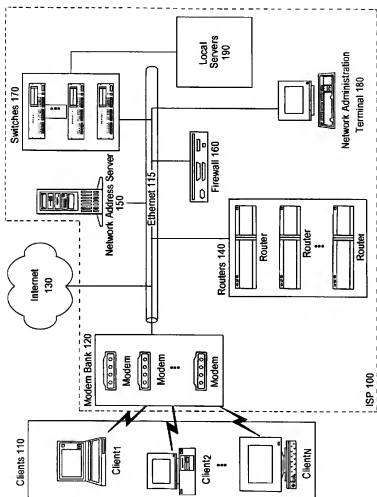 Clients 110
Client1
Client2
ClientN
Modem Bank 120
Modem
Modem
Modem
Internet
130
Network Address Server
150
Ethernet 115
Switches 170
Local
Servers
190
Firewall 160
Routers 140
Router
Router
Router
Network Administration
Terminal 180
ISP 100